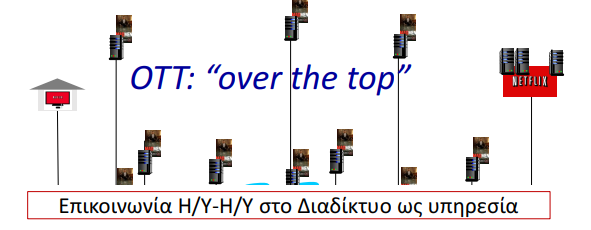 OTT: “over the top”
NETFLIX
Επικοινωνία Η/Υ-Η/Υ στο Διαδίκτυο ως υπηρεσία